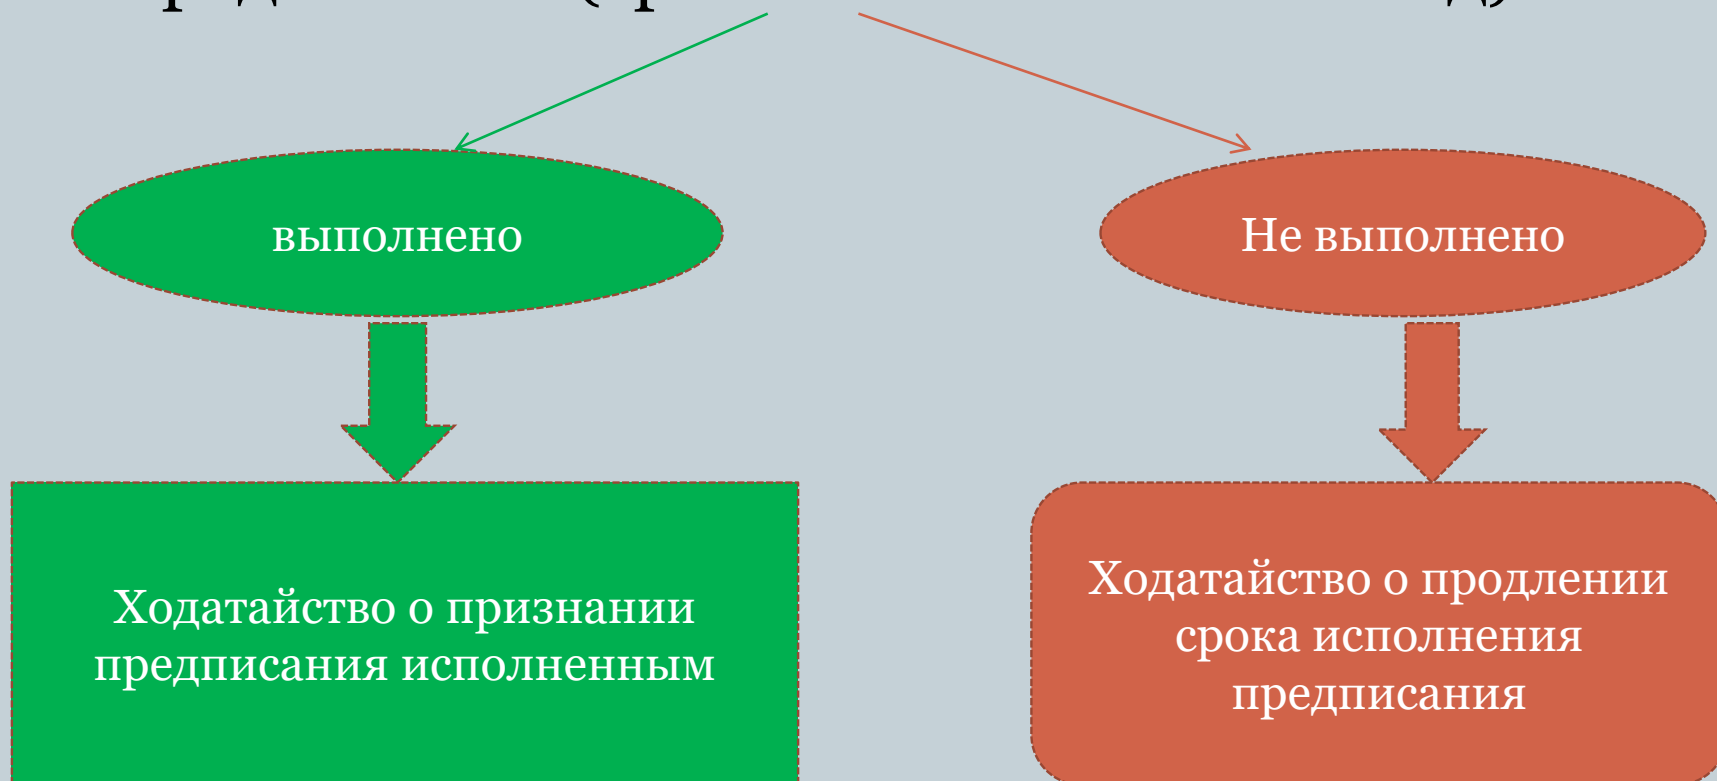 выполнено
Не выполнено
Ходатайство о признании
предписания исполненным
Ходатайство о продлении
срока исполнения
предписания